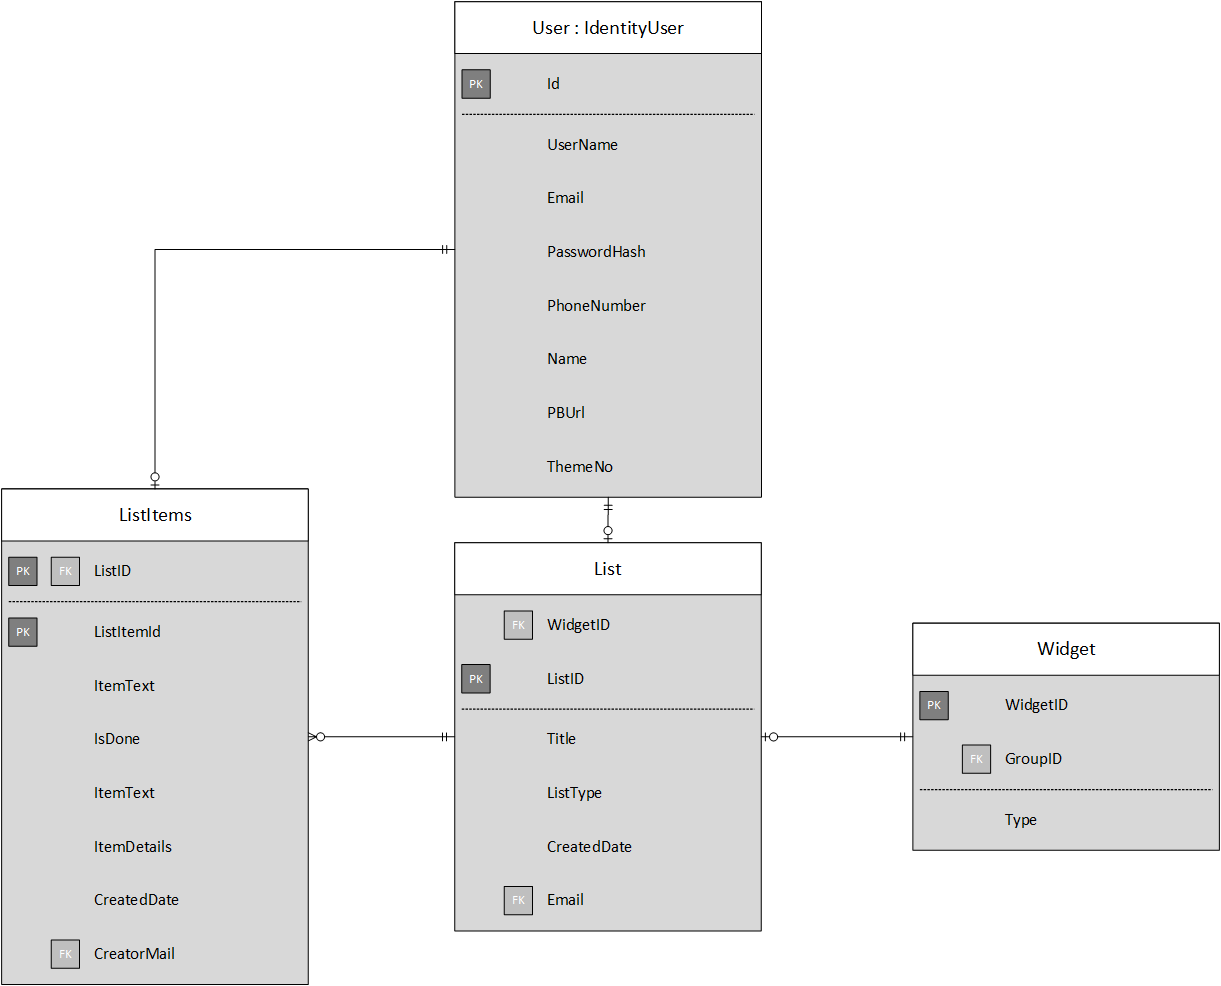 User : IdentityUser
PK Id
UserName
Email
PasswordHash
PhoneNumber
Name
PBUrl
ThemeNo
ListItems
PK FK ListID
PK ListItemId
ItemText
IsDone
ItemText
ItemDetails
CreatedDate
FK CreatorMail
List
FK WidgetID
PK ListID
Title
ListType
CreatedDate
FK Email
Widget
PK WidgetID
FK GroupID
Type